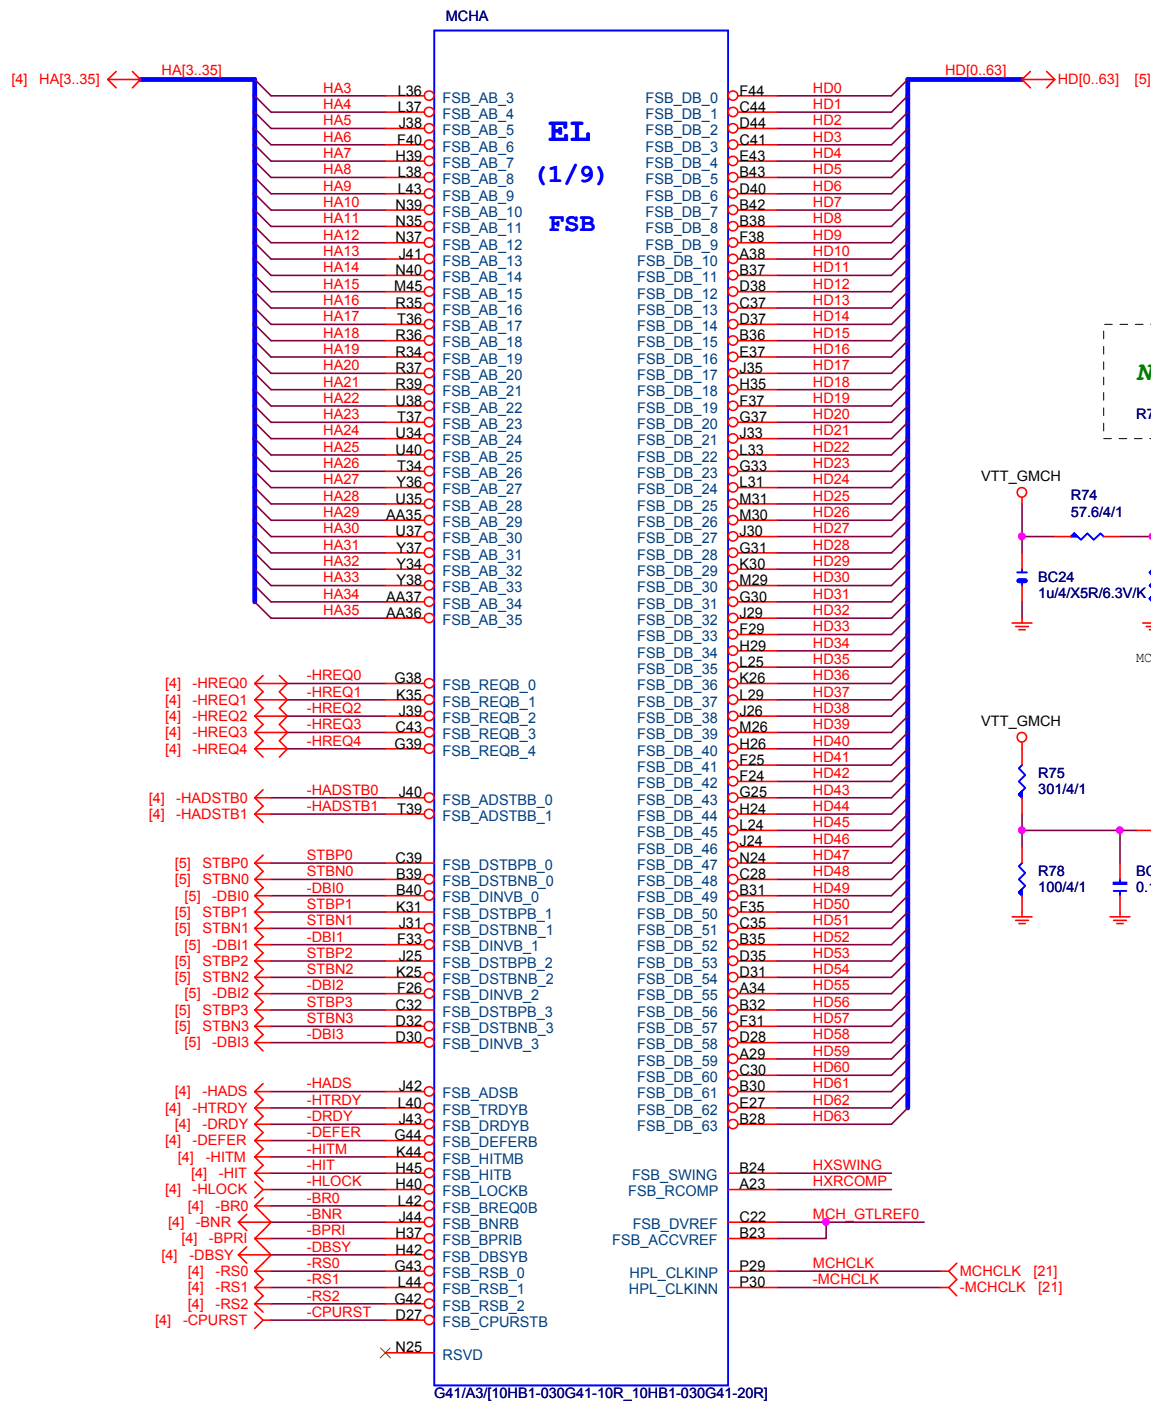 MCHA
[4] HA[3..35] HA[3..35]
HA3 L36 FSB_AB_3
HA4 L37 FSB_AB_4
HA5 J38 FSB_AB_5
HA6 F40 FSB_AB_6
HA7 H39 FSB_AB_7
HA8 L38 FSB_AB_8
HA9 L43 FSB_AB_9
HA10 N39 FSB_AB_10
HA11 N35 FSB_AB_11
HA12 N37 FSB_AB_12
HA13 J41 FSB_AB_13
HA14 N40 FSB_AB_14
HA15 M45 FSB_AB_15
HA16 R35 FSB_AB_16
HA17 T36 FSB_AB_17
HA18 R36 FSB_AB_18
HA19 R34 FSB_AB_19
HA20 R37 FSB_AB_20
HA21 R39 FSB_AB_21
HA22 U38 FSB_AB_22
HA23 T37 FSB_AB_23
HA24 U34 FSB_AB_24
HA25 U40 FSB_AB_25
HA26 T34 FSB_AB_26
HA27 Y36 FSB_AB_27
HA28 U35 FSB_AB_28
HA29 AA35 FSB_AB_29
HA30 U37 FSB_AB_30
HA31 Y37 FSB_AB_31
HA32 Y34 FSB_AB_32
HA33 Y38 FSB_AB_33
HA34 AA37 FSB_AB_34
HA35 AA36 FSB_AB_35
[4] -HREQ0 -HREQ0 G38 FSB_REQB_0
[4] -HREQ1 -HREQ1 K35 FSB_REQB_1
[4] -HREQ2 -HREQ2 J39 FSB_REQB_2
[4] -HREQ3 -HREQ3 C43 FSB_REQB_3
[4] -HREQ4 -HREQ4 G39 FSB_REQB_4
[4] -HADSTB0 -HADSTB0 J40 FSB_ADSTBB_0
[4] -HADSTB1 -HADSTB1 T39 FSB_ADSTBB_1
[5] STBP0 STBP0 C39 FSB_DSTBPB_0
[5] STBN0 STBN0 B39 FSB_DSTBNB_0
[5] -DBI0 -DBI0 B40 FSB_DINVB_0
[5] STBP1 STBP1 K31 FSB_DSTBPB_1
[5] STBN1 STBN1 J31 FSB_DSTBNB_1
[5] -DBI1 -DBI1 F33 FSB_DINVB_1
[5] STBP2 STBP2 J25 FSB_DSTBPB_2
[5] STBN2 STBN2 K25 FSB_DSTBNB_2
[5] -DBI2 -DBI2 F26 FSB_DINVB_2
[5] STBP3 STBP3 C32 FSB_DSTBPB_3
[5] STBN3 STBN3 D32 FSB_DSTBNB_3
[5] -DBI3 -DBI3 D30 FSB_DINVB_3
[4] -HADS -HADS J42 FSB_ADSB
[4] -HTRDY -HTRDY L40 FSB_TRDYB
[4] -DRDY -DRDY J43 FSB_DRDYB
[4] -DEFER -DEFER G44 FSB_DEFERB
[4] -HITM -HITM K44 FSB_HITMB
[4] -HIT -HIT H45 FSB_HITB
[4] -HLOCK -HLOCK H40 FSB_LOCKB
[4] -BR0 -BR0 L42 FSB_BREQ0B
[4] -BNR -BNR J44 FSB_BNRB
[4] -BPRI -BPRI H37 FSB_BPRIB
[4] -DBSY -DBSY H42 FSB_DBSYB
[4] -RS0 -RS0 G43 FSB_RSB_0
[4] -RS1 -RS1 L44 FSB_RSB_1
[4] -RS2 -RS2 G42 FSB_RSB_2
[4] -CPURST -CPURST D27 FSB_CPURSTB
N25 RSVD
EL
(1/9)
FSB
HD[0..63] HD[0..63] [5]
FSB_DB_0 F44 HD0
FSB_DB_1 C44 HD1
FSB_DB_2 D44 HD2
FSB_DB_3 C41 HD3
FSB_DB_4 E43 HD4
FSB_DB_5 B43 HD5
FSB_DB_6 D40 HD6
FSB_DB_7 B42 HD7
FSB_DB_8 B38 HD8
FSB_DB_9 F38 HD9
FSB_DB_10 A38 HD10
FSB_DB_11 B37 HD11
FSB_DB_12 D38 HD12
FSB_DB_13 C37 HD13
FSB_DB_14 D37 HD14
FSB_DB_15 B36 HD15
FSB_DB_16 E37 HD16
FSB_DB_17 J35 HD17
FSB_DB_18 H35 HD18
FSB_DB_19 F37 HD19
FSB_DB_20 G37 HD20
FSB_DB_21 J33 HD21
FSB_DB_22 L33 HD22
FSB_DB_23 G33 HD23
FSB_DB_24 L31 HD24
FSB_DB_25 M31 HD25
FSB_DB_26 M30 HD26
FSB_DB_27 J30 HD27
FSB_DB_28 G31 HD28
FSB_DB_29 K30 HD29
FSB_DB_30 M29 HD30
FSB_DB_31 G30 HD31
FSB_DB_32 J29 HD32
FSB_DB_33 F29 HD33
FSB_DB_34 H29 HD34
FSB_DB_35 L25 HD35
FSB_DB_36 K26 HD36
FSB_DB_37 L29 HD37
FSB_DB_38 J26 HD38
FSB_DB_39 M26 HD39
FSB_DB_40 H26 HD40
FSB_DB_41 F25 HD41
FSB_DB_42 F24 HD42
FSB_DB_43 G25 HD43
FSB_DB_44 H24 HD44
FSB_DB_45 L24 HD45
FSB_DB_46 J24 HD46
FSB_DB_47 N24 HD47
FSB_DB_48 C28 HD48
FSB_DB_49 B31 HD49
FSB_DB_50 F35 HD50
FSB_DB_51 C35 HD51
FSB_DB_52 B35 HD52
FSB_DB_53 D35 HD53
FSB_DB_54 D31 HD54
FSB_DB_55 A34 HD55
FSB_DB_56 B32 HD56
FSB_DB_57 F31 HD57
FSB_DB_58 D28 HD58
FSB_DB_59 A29 HD59
FSB_DB_60 C30 HD60
FSB_DB_61 B30 HD61
FSB_DB_62 E27 HD62
FSB_DB_63 B28 HD63
FSB_SWING B24 HXSWING
FSB_RCOMP A23 HXRCOMP
FSB_DVREF C22 MCH_GTLREF0
FSB_ACCVREF B23
HPL_CLKINP P29 MCHCLK MCHCLK [21]
HPL_CLKINN P30 -MCHCLK -MCHCLK [21]
G41/A3/[10HB1-030G41-10R_10HB1-030G41-20R]
N
R7
VTT_GMCH
R74
57.6/4/1
BC24
1u/4/X5R/6.3V/K
MC
VTT_GMCH
R75
301/4/1
R78
100/4/1
BC
0.1